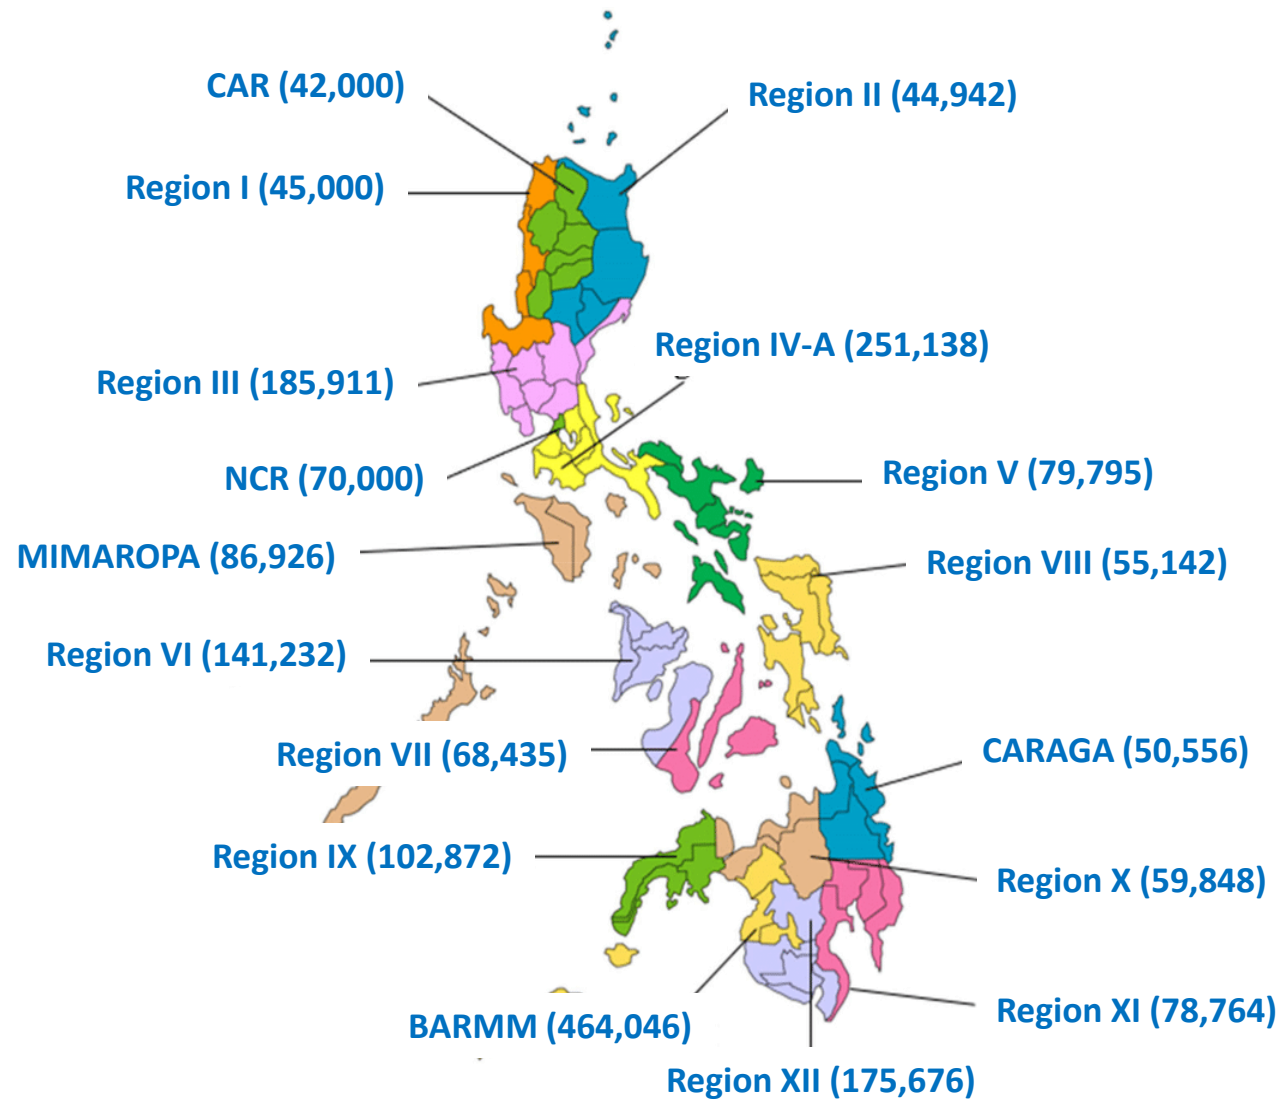 CAR (42,000)
Region II (44,942)
Region I (45,000)
Region IV-A (251,138)
Region III (185,911)
NCR (70,000)
Region V (79,795)
MIMAROPA (86,926)
Region VIII (55,142)
Region VI (141,232)
Region VII (68,435)
CARAGA (50,556)
Region IX (102,872)
Region X (59,848)
Region XI (78,764)
BARMM (464,046)
Region XII (175,676)